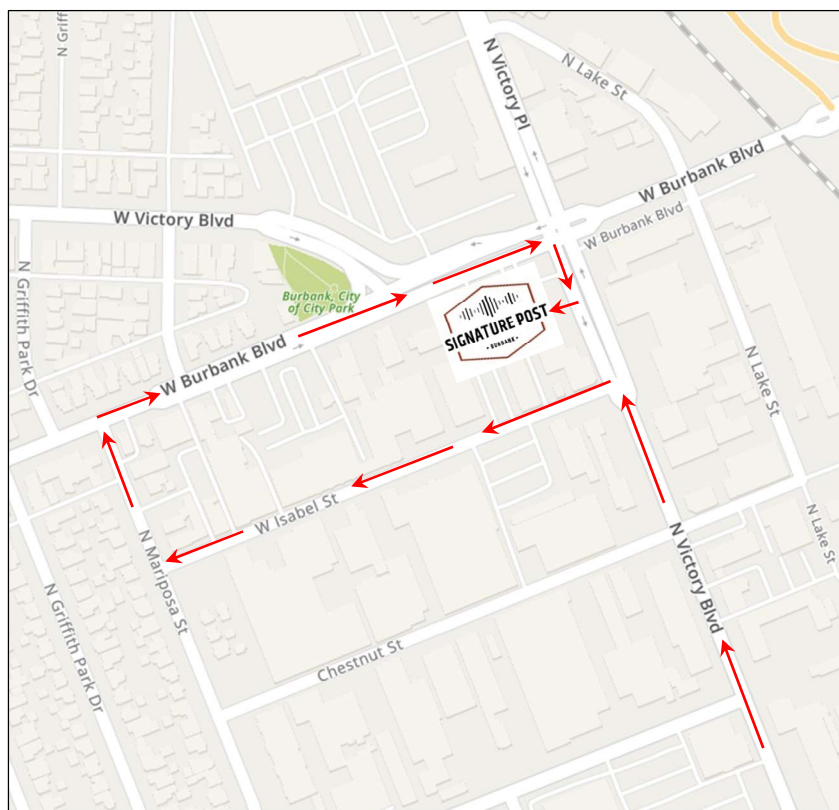 N Griff
N Victory Pl
N Lake St
W Burbank Blvd
W Burbank Blvd
W Victory Blvd
N Griffith Park Dr
Burbank, City
of City Park
SIGNATURE POST
• BURBANK •
W Burbank Blvd
N Lake St
W Isabel St
N Mariposa St
N Lake St
N Victory Blvd
N Griffith Park Dr
Chestnut St